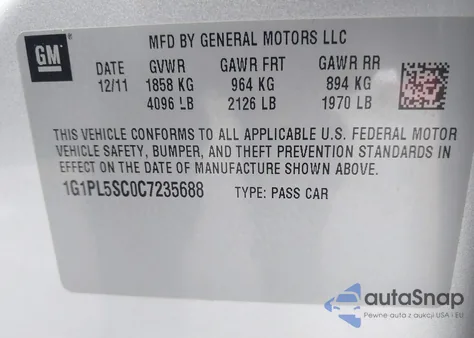 GM
MFD BY GENERAL MOTORS LLC
DATE GVWR GAWR FRT GAWR RR
12/11 1858 KG 964 KG 894 KG
4096 LB 2126 LB 1970 LB
THIS VEHICLE CONFORMS TO ALL APPLICABLE U.S. FEDERAL MOTOR
VEHICLE SAFETY, BUMPER, AND THEFT PREVENTION STANDARDS IN
EFFECT ON THE DATE OF MANUFACTURE SHOWN ABOVE.
1G1PL5SC0C7235688 TYPE: PASS CAR
autoSnap
Pewne auta z aukcji USA i EU